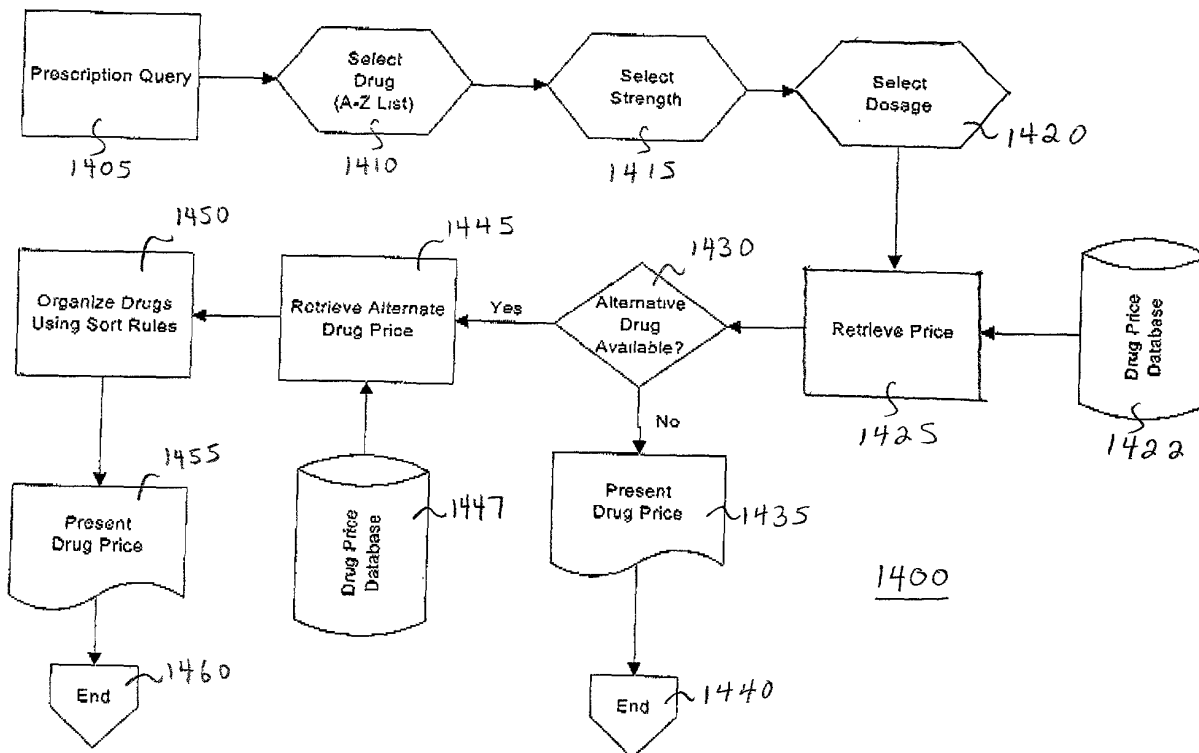 Prescription Query
1405
Select
Drug
(A-Z List)
1410
Select
Strength
1415
Select
Dosage
1420
1450
Organize Drugs
Using Sort Rules
1445
Retrieve Alternate
Drug Price
Yes
1430
Alternative
Drug
Available?
Retrieve Price
1425
Drug Price
Database
1422
No
1455
Present
Drug Price
Drug Price
Database
1447
Present
Drug Price
1435
1400
End
1460
End
1440